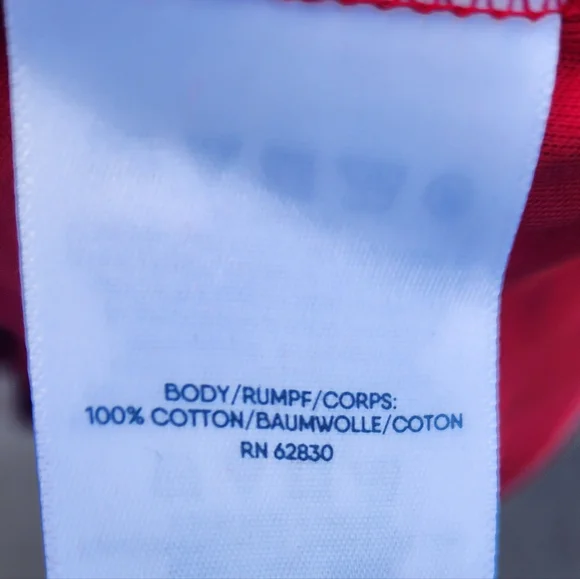 BODY/RUMPF/CORPS:
100% COTTON/BAUMWOLLE/COTON
RN 62830